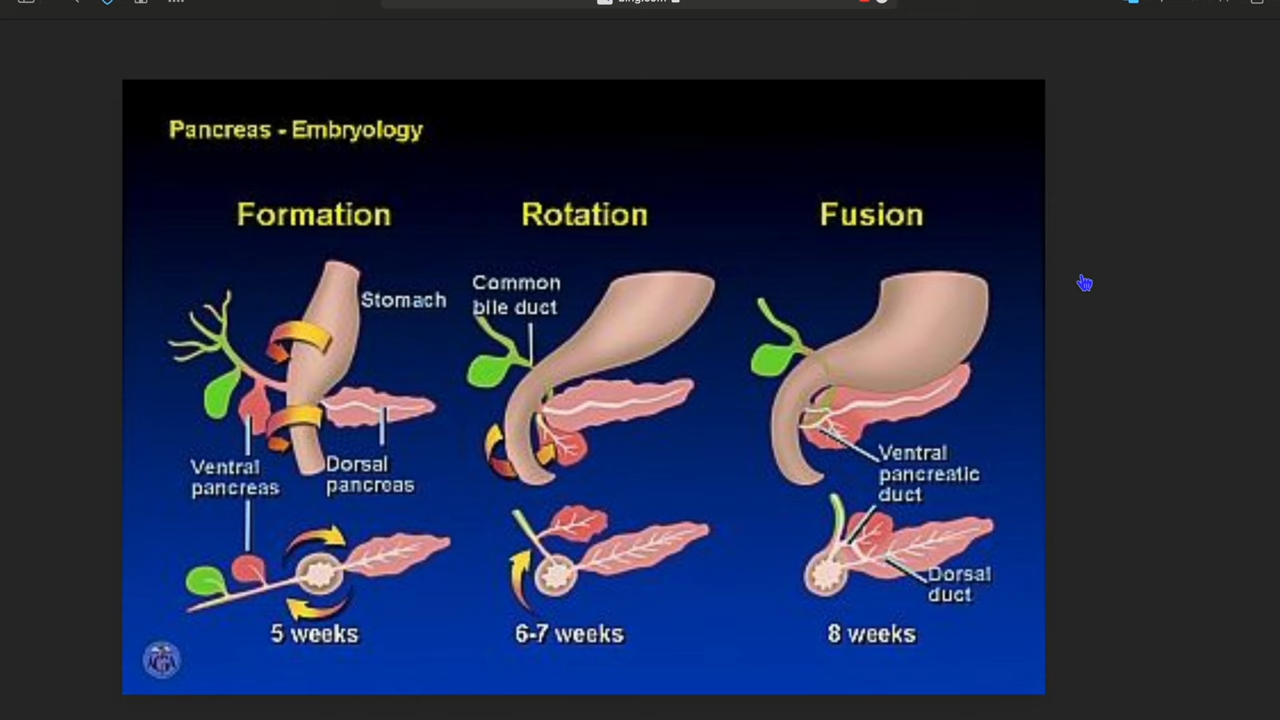 Pancreas - Embryology
Formation
Rotation
Fusion
Stomach
Common
bile duct
Ventral
pancreas
Dorsal
pancreas
Ventral
pancreatic
duct
Dorsal
duct
5 weeks
6-7 weeks
8 weeks
AGA